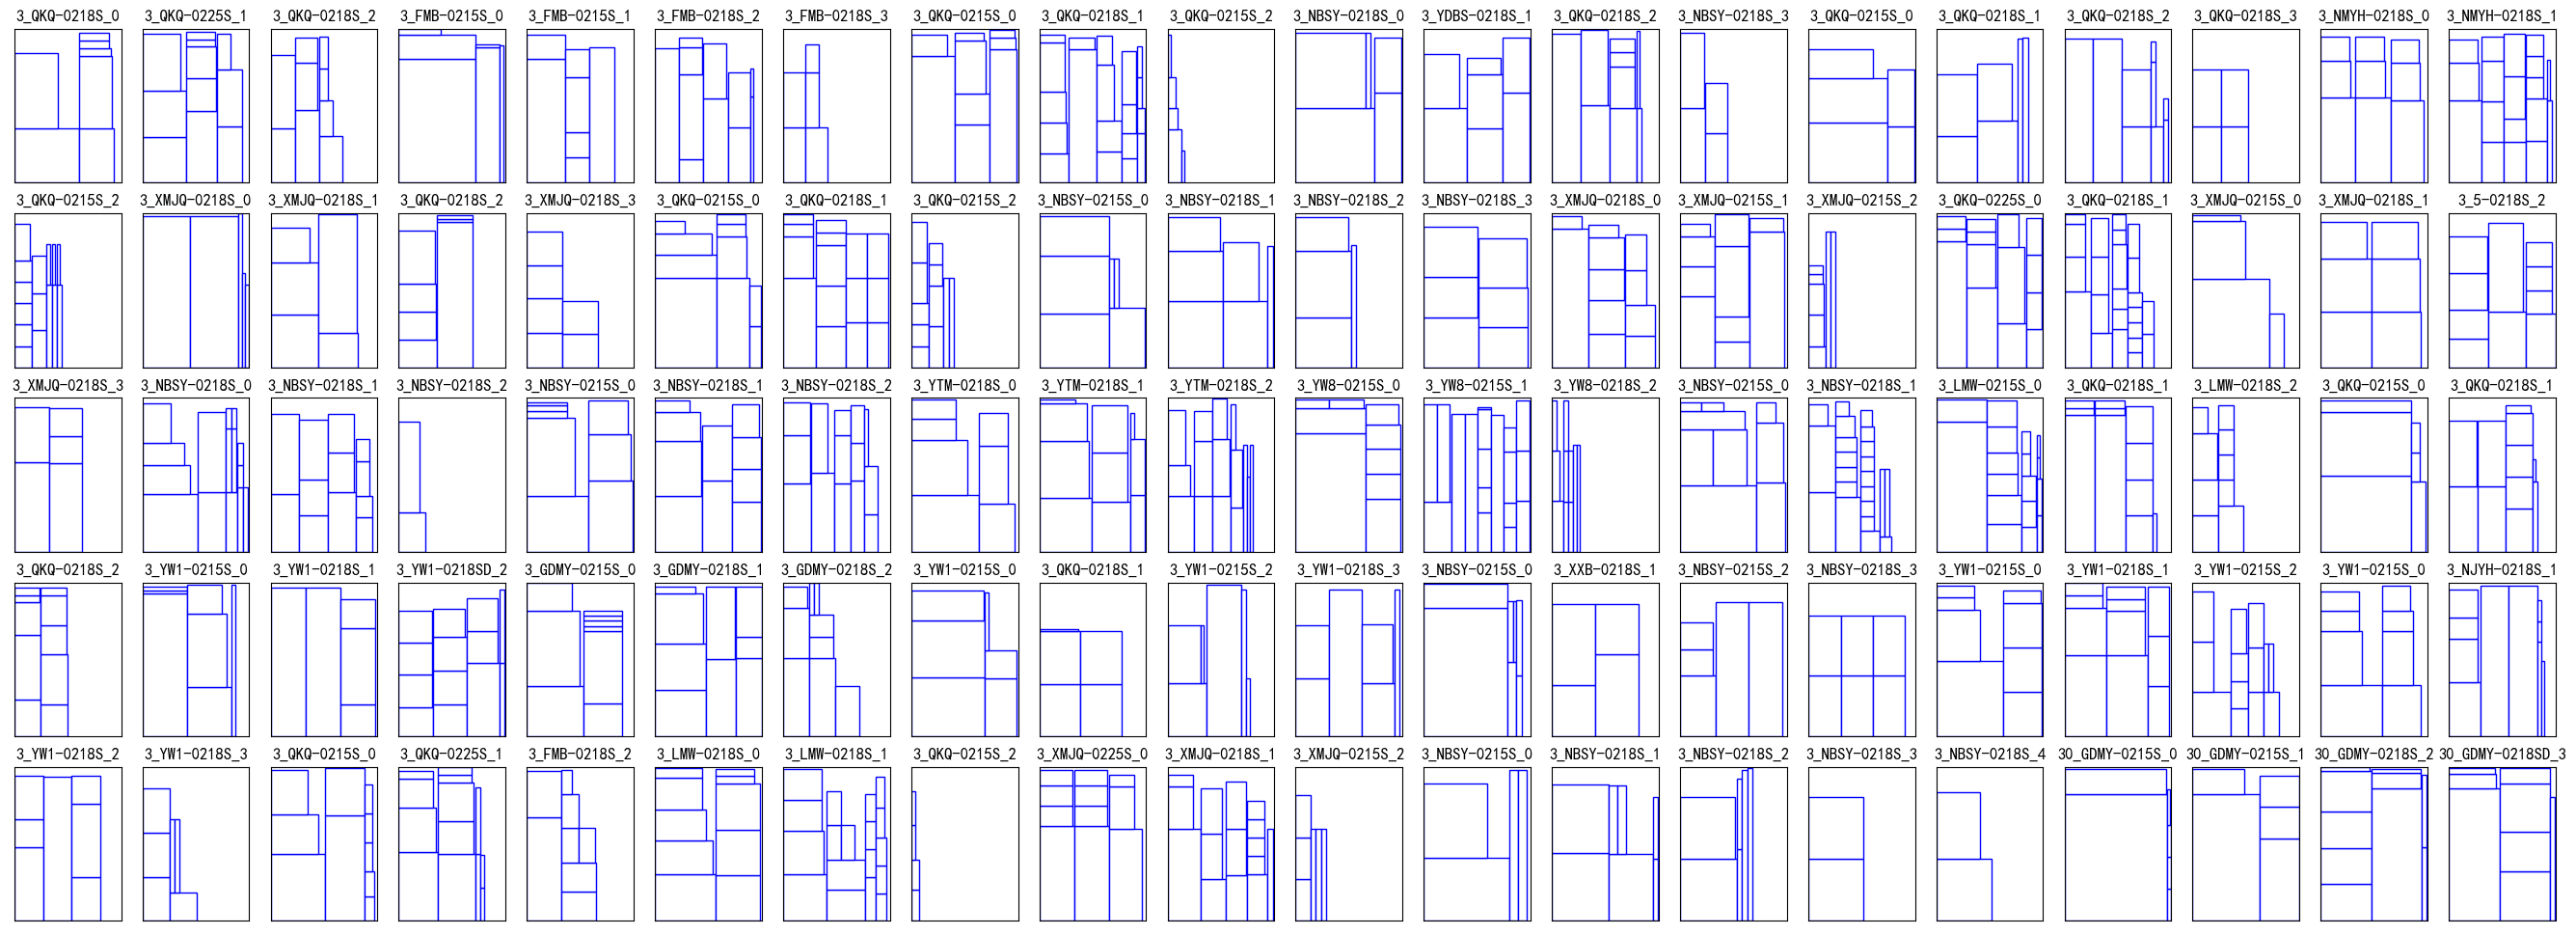 3_QKQ-0218S_0 3_QKQ-0225S_1 3_QKQ-0218S_2 3_FMB-0215S_0 3_FMB-0215S_1 3_FMB-0218S_2 3_FMB-0218S_3 3_QKQ-0215S_0 3_QKQ-0218S_1 3_QKQ-0215S_2 3_NBSY-0218S_0 3_YDBS-0218S_1 3_QKQ-0218S_2 3_NBSY-0218S_3 3_QKQ-0215S_0 3_QKQ-0218S_1 3_QKQ-0218S_2 3_QKQ-0218S_3 3_NMYH-0218S_0 3_NMYH-0218S_1
3_QKQ-0215S_2 3_XMJQ-0218S_0 3_XMJQ-0218S_1 3_QKQ-0218S_2 3_XMJQ-0218S_3 3_QKQ-0215S_0 3_QKQ-0218S_1 3_QKQ-0215S_2 3_NBSY-0215S_0 3_NBSY-0218S_1 3_NBSY-0218S_2 3_NBSY-0218S_3 3_XMJQ-0218S_0 3_XMJQ-0215S_1 3_XMJQ-0215S_2 3_QKQ-0225S_0 3_QKQ-0218S_1 3_XMJQ-0215S_0 3_XMJQ-0218S_1 3_5-0218S_2
3_XMJQ-0218S_3 3_NBSY-0218S_0 3_NBSY-0218S_1 3_NBSY-0218S_2 3_NBSY-0215S_0 3_NBSY-0218S_1 3_NBSY-0218S_2 3_YTM-0218S_0 3_YTM-0218S_1 3_YTM-0218S_2 3_YW8-0215S_0 3_YW8-0215S_1 3_YW8-0218S_2 3_NBSY-0215S_0 3_NBSY-0218S_1 3_LMW-0215S_0 3_QKQ-0218S_1 3_LMW-0218S_2 3_QKQ-0215S_0 3_QKQ-0218S_1
3_QKQ-0218S_2 3_YW1-0215S_0 3_YW1-0218S_1 3_YW1-0218SD_2 3_GDMY-0215S_0 3_GDMY-0218S_1 3_GDMY-0218S_2 3_YW1-0215S_0 3_QKQ-0218S_1 3_YW1-0215S_2 3_YW1-0218S_3 3_NBSY-0215S_0 3_XXB-0218S_1 3_NBSY-0215S_2 3_NBSY-0218S_3 3_YW1-0215S_0 3_YW1-0218S_1 3_YW1-0215S_2 3_YW1-0215S_0 3_NJYH-0218S_1
3_YW1-0218S_2 3_YW1-0218S_3 3_QKQ-0215S_0 3_QKQ-0225S_1 3_FMB-0218S_2 3_LMW-0218S_0 3_LMW-0218S_1 3_QKQ-0215S_2 3_XMJQ-0225S_0 3_XMJQ-0218S_1 3_XMJQ-0215S_2 3_NBSY-0215S_0 3_NBSY-0218S_1 3_NBSY-0218S_2 3_NBSY-0218S_3 3_NBSY-0218S_4 30_GDMY-0215S_0 30_GDMY-0215S_1 30_GDMY-0218S_2 30_GDMY-0218SD_3